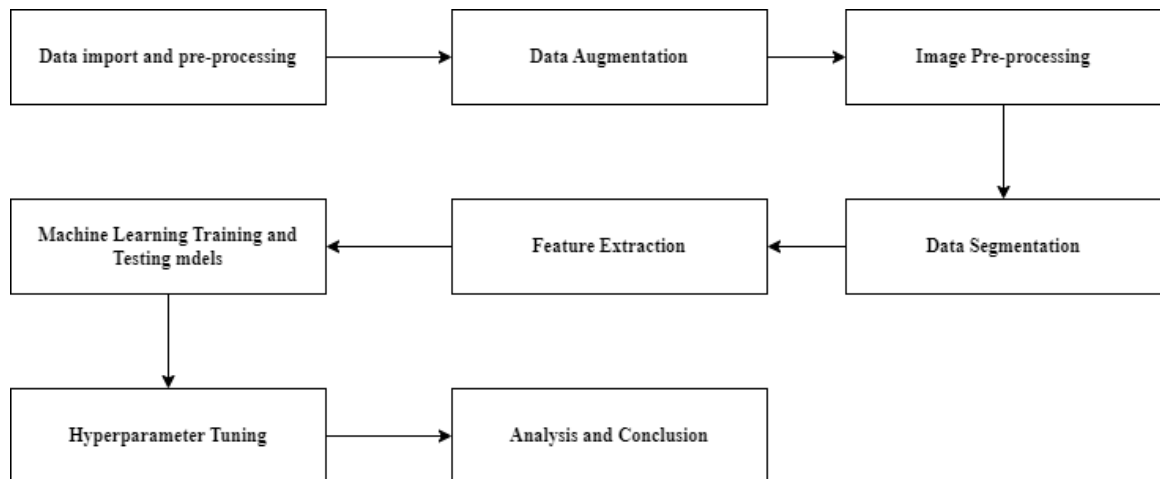 Data import and pre-processing
Data Augmentation
Image Pre-processing
Machine Learning Training and
Testing mdels
Feature Extraction
Data Segmentation
Hyperparameter Tuning
Analysis and Conclusion